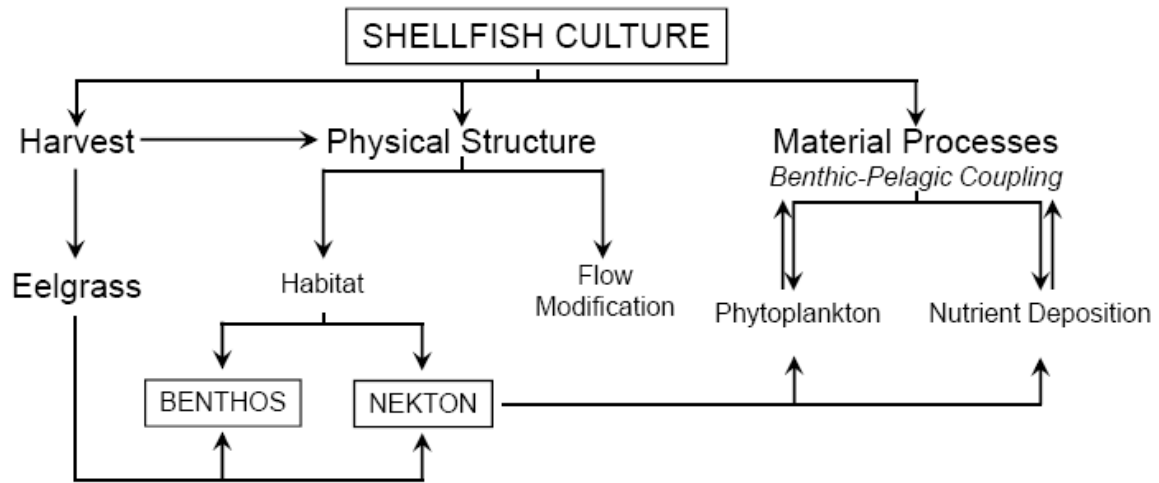 SHELLFISH CULTURE
Harvest
Physical Structure
Material Processes
Benthic-Pelagic Coupling
Eelgrass
Habitat
Flow
Modification
Phytoplankton
Nutrient Deposition
BENTHOS
NEKTON